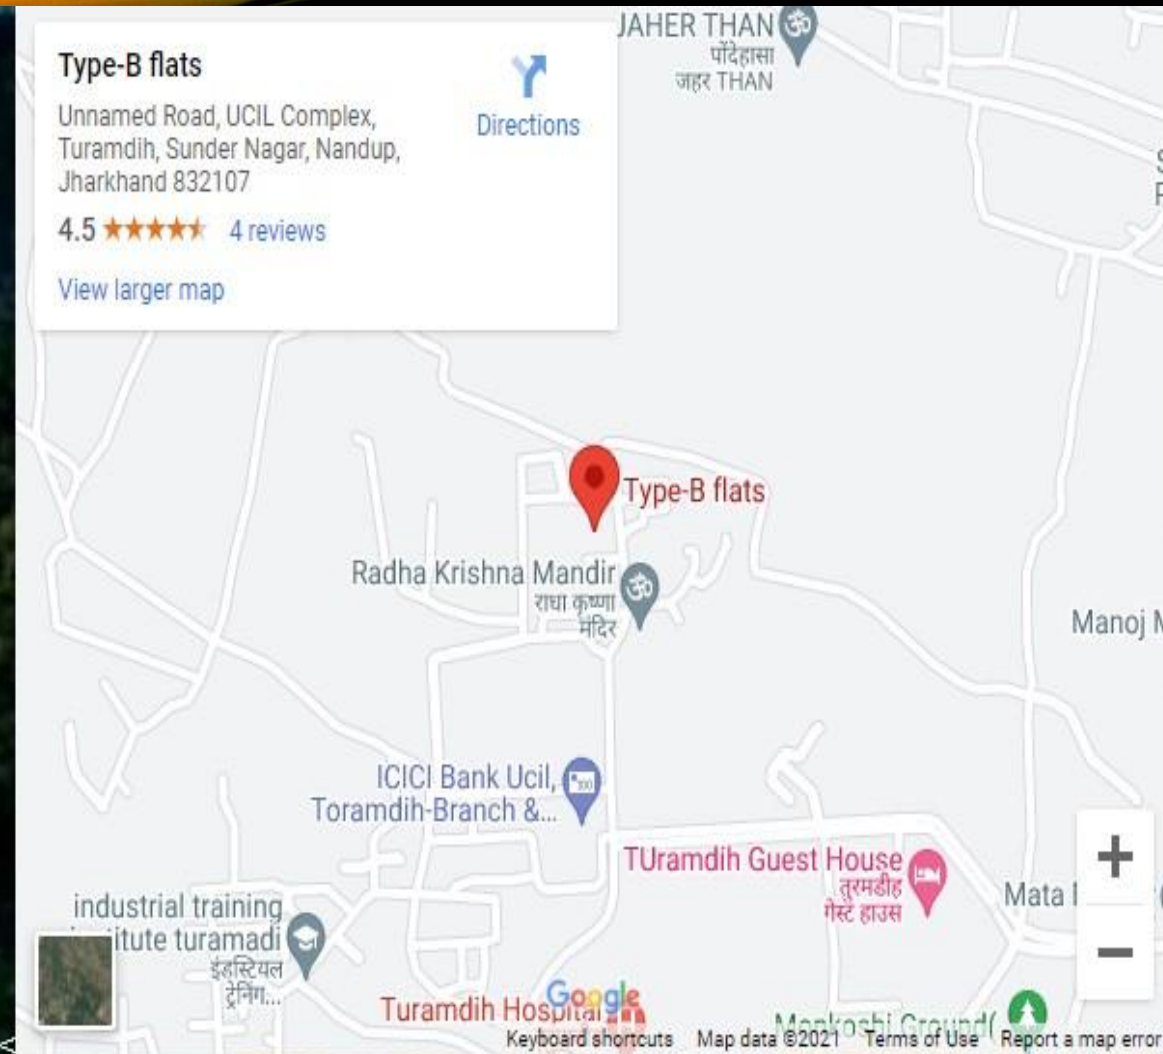 Type-B flats
Unnamed Road, UCIL Complex,
Turamdih, Sunder Nagar, Nandup,
Jharkhand 832107
4.5
4 reviews
View larger map
Directions
JAHER THAN
पोंदेहासा
जहर THAN
Type-B flats
Radha Krishna Mandir
राधा कृष्णा
मंदिर
Manoj
ICICI Bank Ucil,
Toramdih-Branch &...
TUramdih Guest House
तुरमडीह
गेस्ट हाउस
Mata
industrial training
itute turamadi
इंडस्ट्रियल
ट्रेनिंग...
Turamdih Hospital
Google
Monkoshi Ground(
Keyboard shortcuts
Map data ©2021
Terms of Use
Report a map error